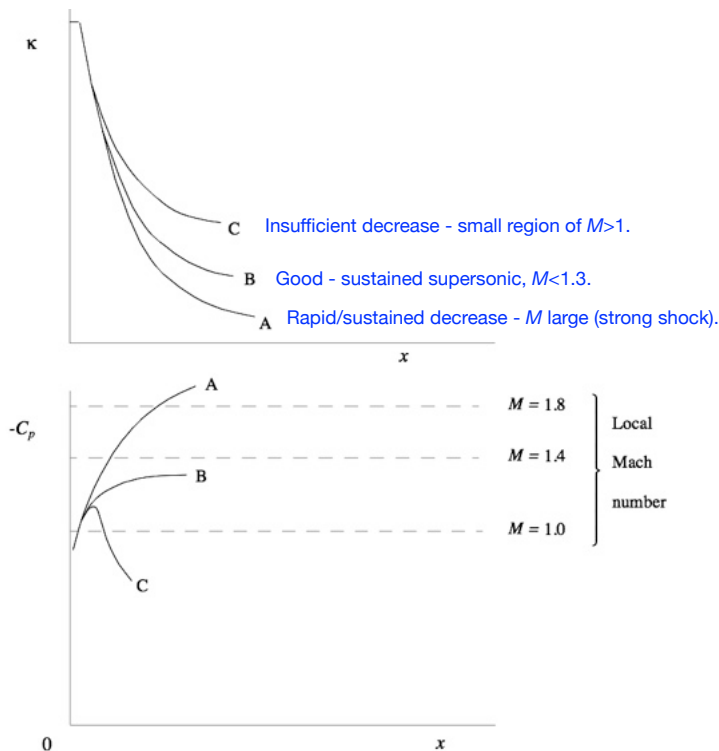 κ
C Insufficient decrease - small region of M>1.
B Good - sustained supersonic, M<1.3.
A Rapid/sustained decrease - M large (strong shock).
x
A
M = 1.8
-Cp
Local
M = 1.4
Mach
B
number
M = 1.0
C
0
x